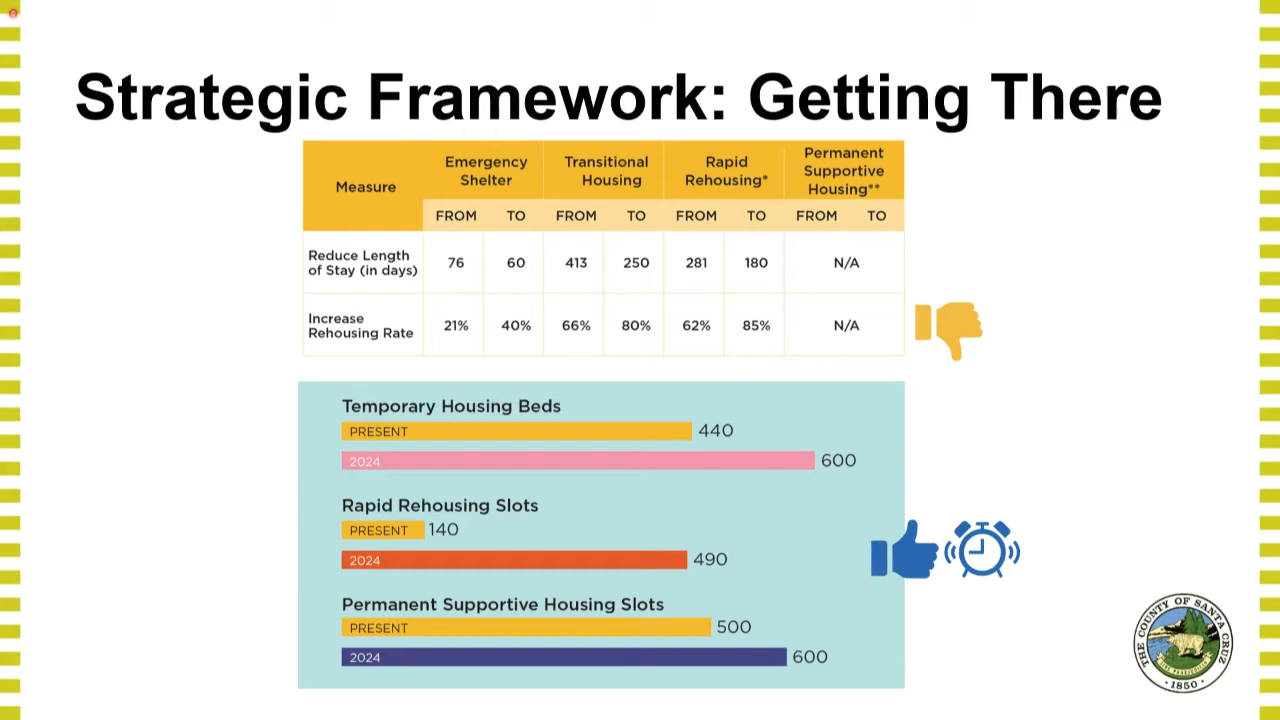 Strategic Framework: Getting There
Measure
Emergency
Shelter
Transitional
Housing
Rapid
Rehousing*
Permanent
Supportive
Housing**
FROM TO FROM TO FROM TO FROM TO
Reduce Length
of Stay (in days)
76 60 413 250 281 180 N/A
Increase
Rehousing Rate
21% 40% 66% 80% 62% 85% N/A
Temporary Housing Beds
PRESENT 440
2024 600
Rapid Rehousing Slots
PRESENT 140
2024 490
Permanent Supportive Housing Slots
PRESENT 500
2024 600
THE COUNTY OF SANTA CRUZ
· 1850 ·